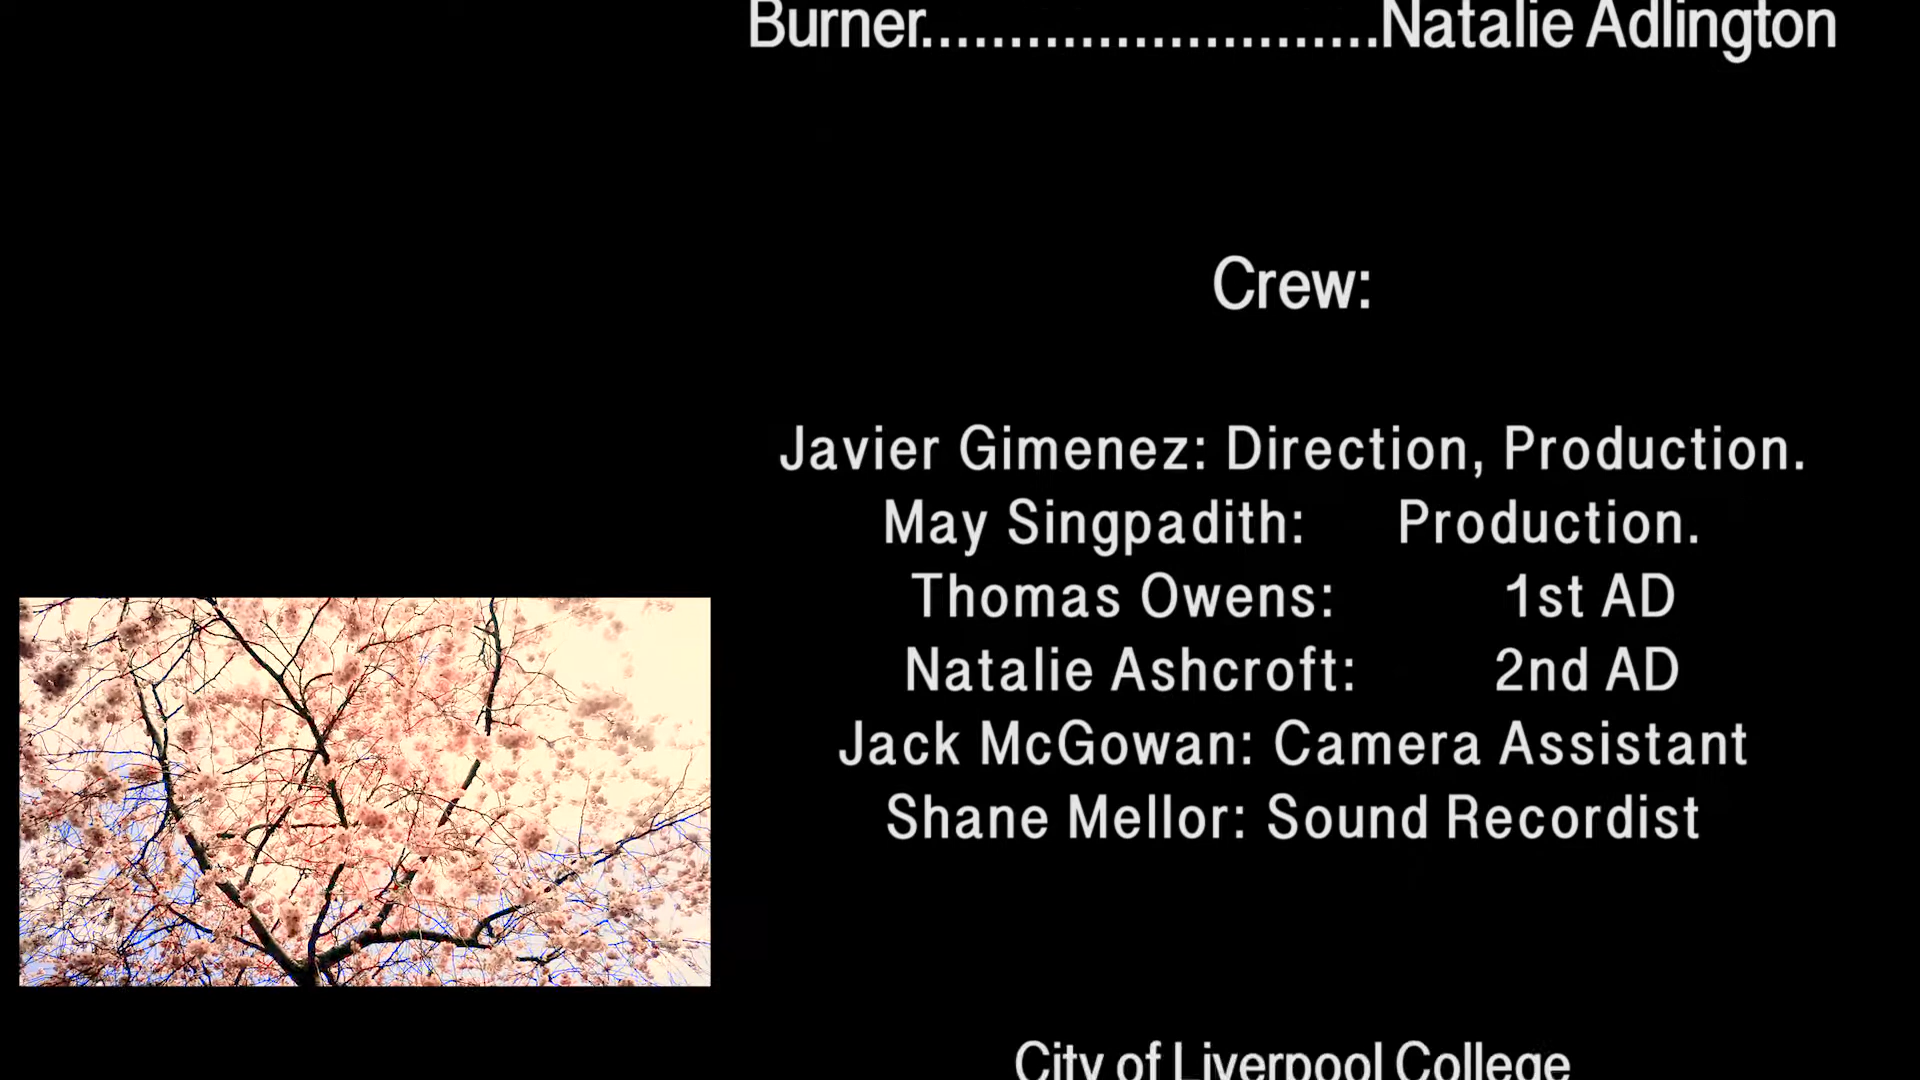 Burner..........................Natalie Adlington
Crew:
Javier Gimenez: Direction, Production.
May Singpadith: Production.
Thomas Owens: 1st AD
Natalie Ashcroft: 2nd AD
Jack McGowan: Camera Assistant
Shane Mellor: Sound Recordist
City of Liverpool College